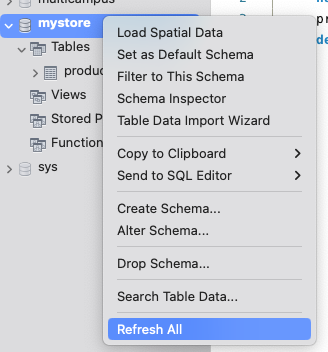 multicampus
mystore
Tables
produc
Views
Stored P
Function
sys
Load Spatial Data
Set as Default Schema
Filter to This Schema
Schema Inspector
Table Data Import Wizard
Copy to Clipboard
Send to SQL Editor
Create Schema...
Alter Schema...
Drop Schema...
Search Table Data...
Refresh All
2
3
pr
de